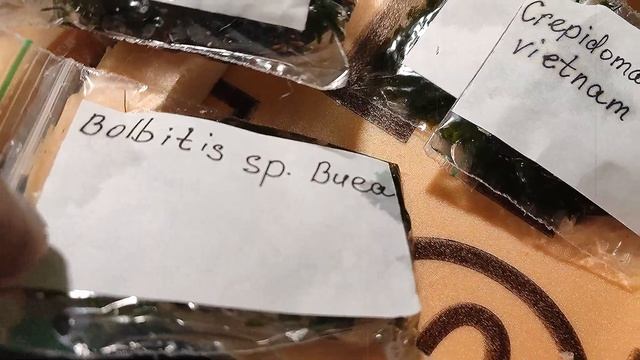 Bolbitis sp. Buea
Crepidoma
vietnam